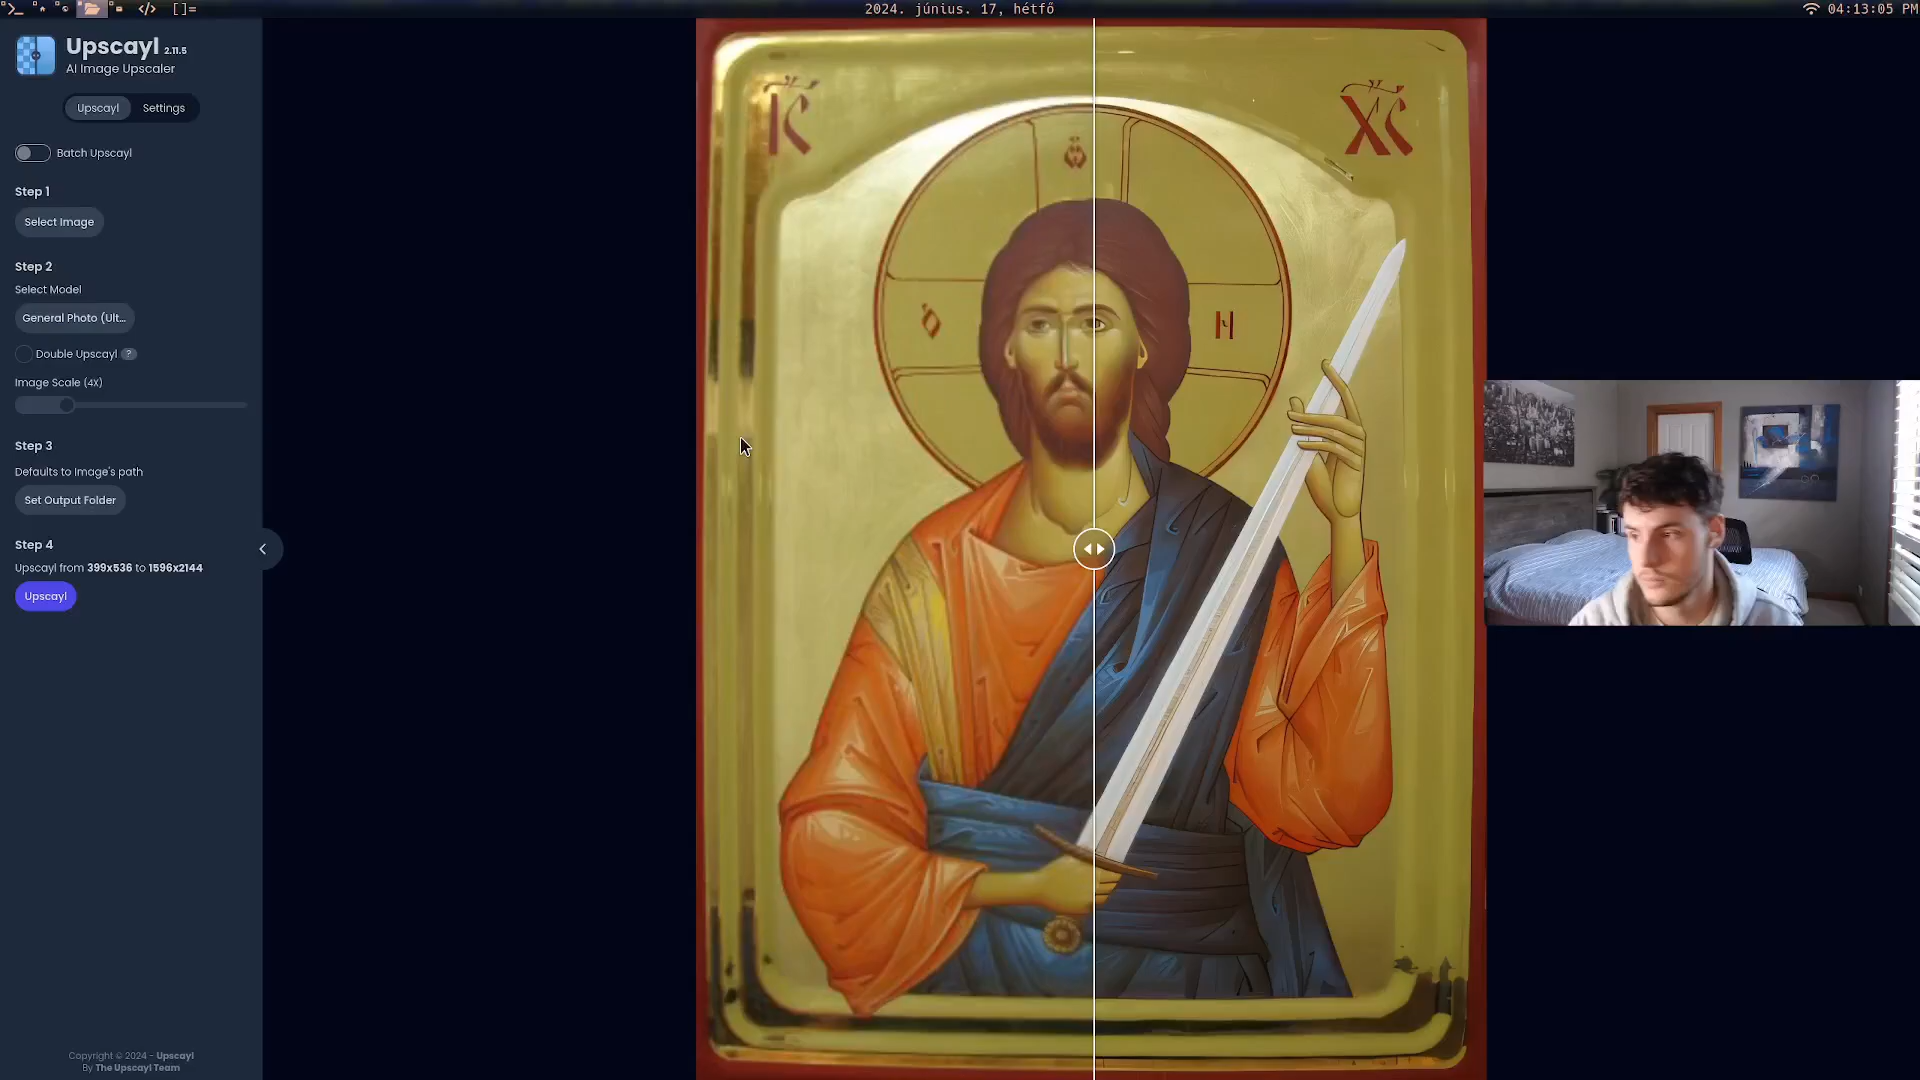 2024. június. 17, hétfő
04:13:05 PM
>_
</>
[]=
Upscayl 2.11.5
AI Image Upscaler
Upscayl Settings
Batch Upscayl
Step 1
Select Image
Step 2
Select Model
General Photo (Ult...
Double Upscayl ?
Image Scale (4X)
Step 3
Defaults to Image's path
Set Output Folder
Step 4
Upscayl from 399x536 to 1596x2144
Upscayl
Copyright © 2024 - Upscayl
By The Upscayl Team
ΙC
ΧC
Ὁ
Ὤ
Ν